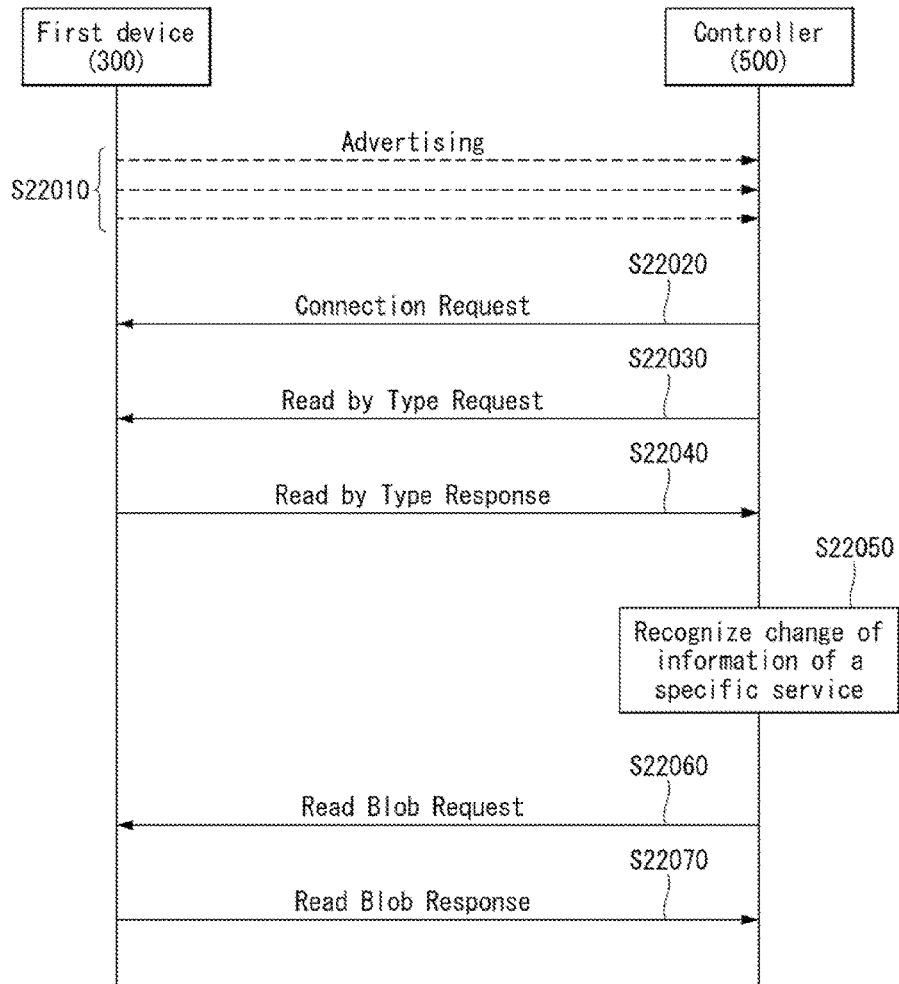 First device
(300)
Controller
(500)
Advertising
S22010
S22020
Connection Request
S22030
Read by Type Request
S22040
Read by Type Response
S22050
Recognize change of
information of a
specific service
S22060
Read Blob Request
S22070
Read Blob Response